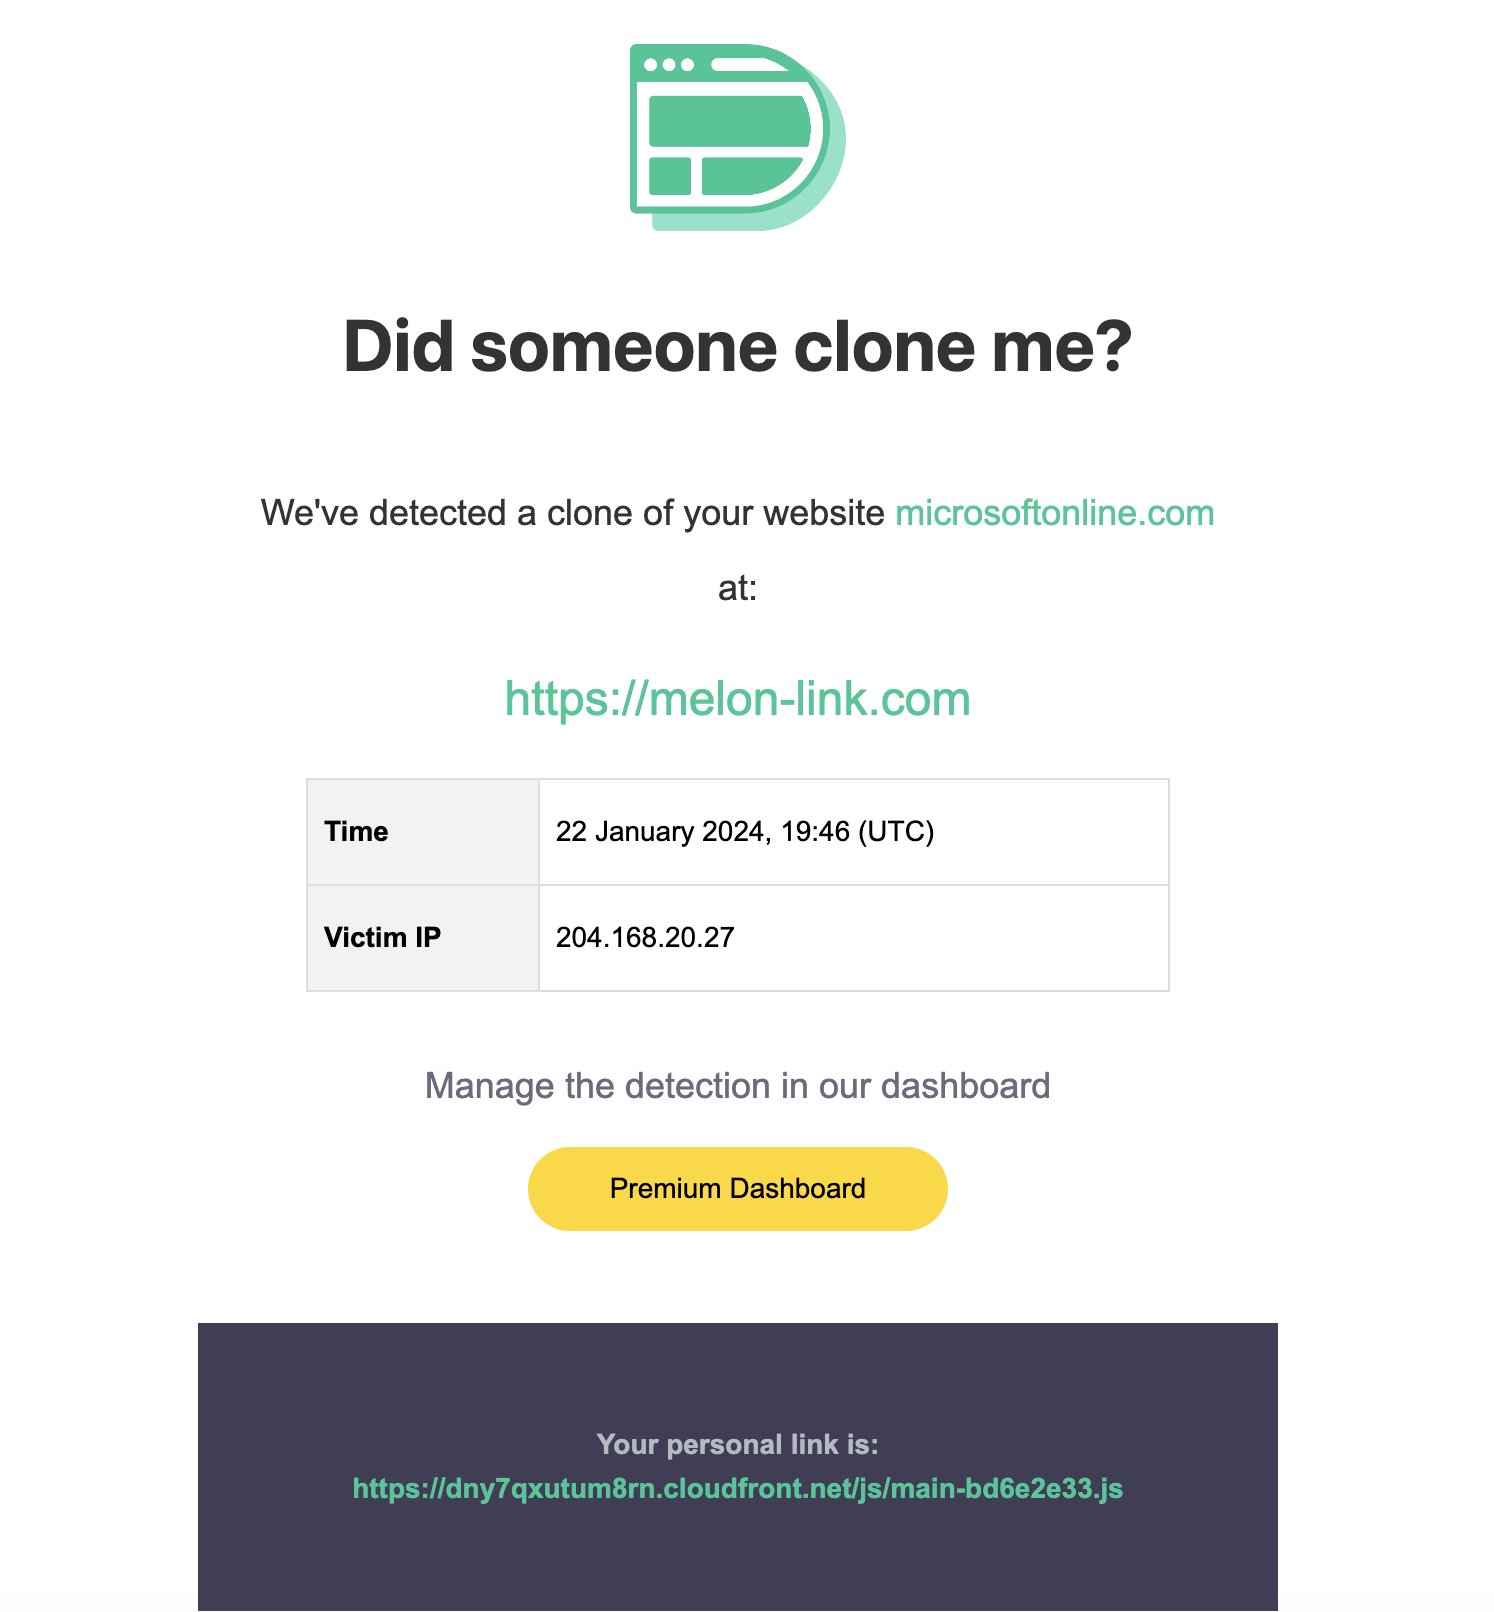 Did someone clone me?
We've detected a clone of your website microsoftonline.com
at:
https://melon-link.com
Time 22 January 2024, 19:46 (UTC)
Victim IP 204.168.20.27
Manage the detection in our dashboard
Premium Dashboard
Your personal link is:
https://dny7qxutum8rn.cloudfront.net/js/main-bd6e2e33.js